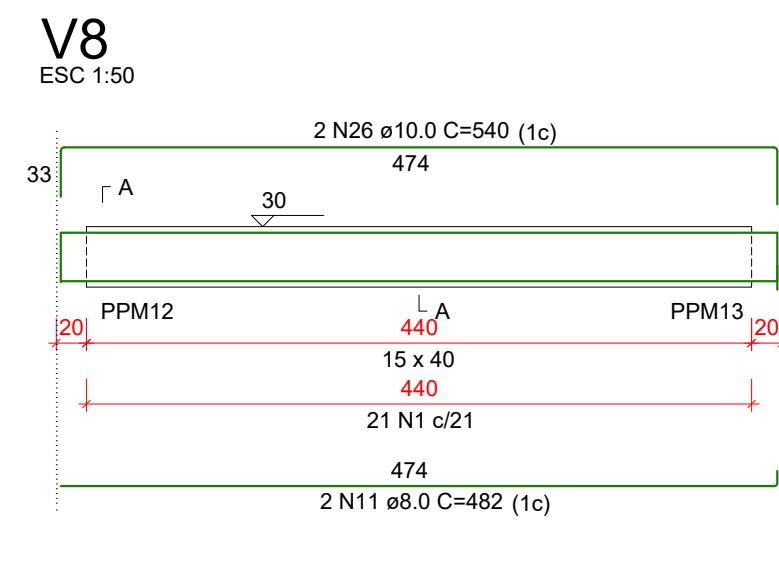 V8
ESC 1:50
2 N26 ø10.0 C=540 (1c)
474
33
A
30
PPM12
A
PPM13
20
440
20
15 x 40
440
21 N1 c/21
474
2 N11 ø8.0 C=482 (1c)